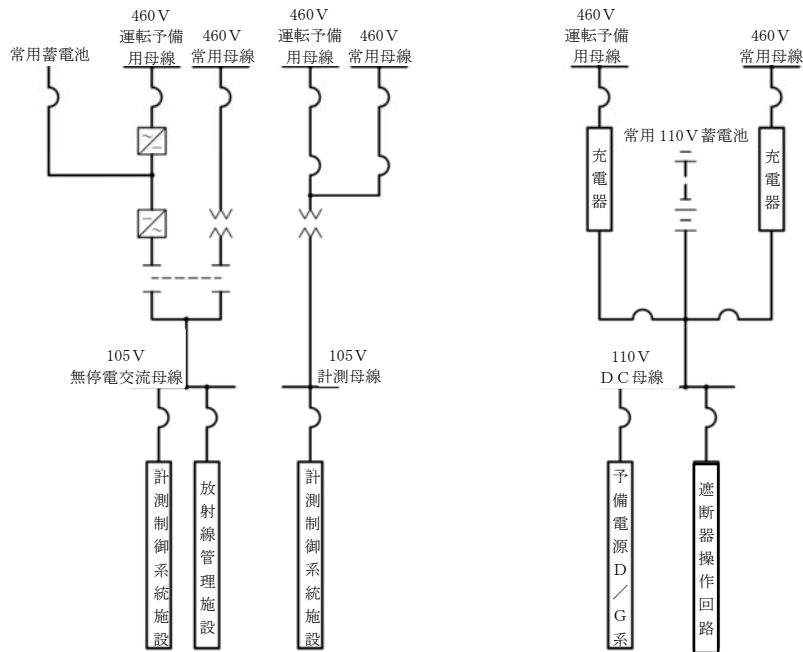 常用蓄電池
460V
運転予備
用母線
460V
常用母線
460V
運転予備
用母線
460V
常用母線
460V
運転予備
用母線
460V
常用母線
充電器
常用110V蓄電池
充電器
105V
無停電交流母線
105V
計測母線
110V
DC母線
計測制御系統施設
放射線管理施設
計測制御系統施設
予備電源D/G系
遮断器操作回路